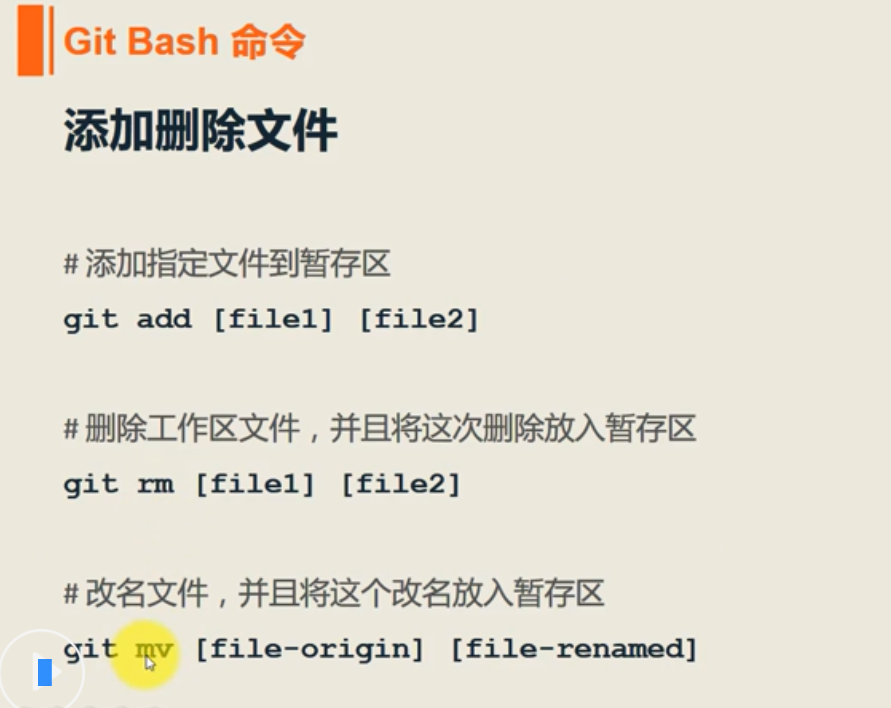 Git Bash 命令
添加删除文件
# 添加指定文件到暂存区
git add [file1] [file2]
# 删除工作区文件，并且将这次删除放入暂存区
git rm [file1] [file2]
# 改名文件，并且将这个改名放入暂存区
git mv [file-origin] [file-renamed]